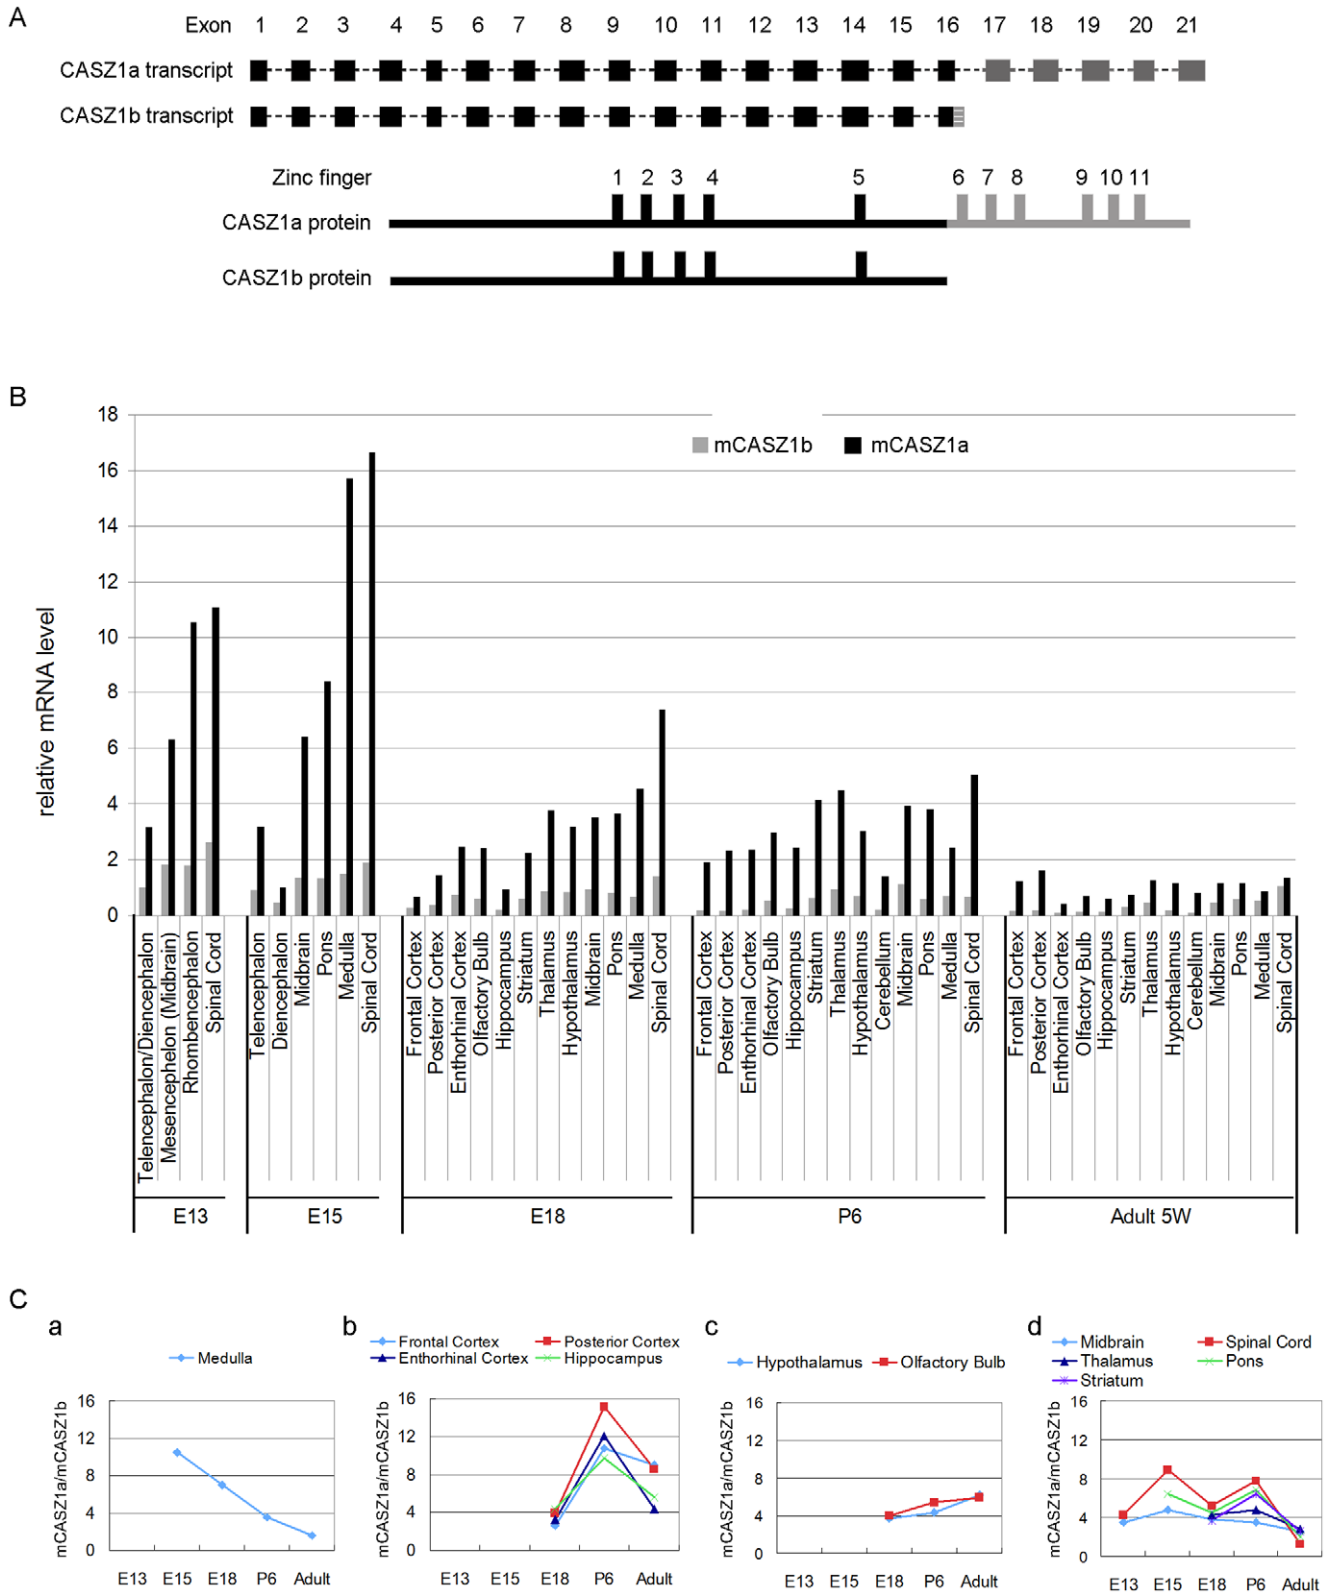 A
Exon 1 2 3 4 5 6 7 8 9 10 11 12 13 14 15 16 17 18 19 20 21
CASZ1a transcript
CASZ1b transcript
Zinc finger 1 2 3 4 5 6 7 8 9 10 11
CASZ1a protein
CASZ1b protein
B
relative mRNA level
18
16
14
12
10
8
6
4
2
0
mCASZ1b mCASZ1a
Telencephalon/Diencephalon
Mesencephelon (Midbrain)
Rhombencephalon
Spinal Cord
Telencephalon
Diencephalon
Midbrain
Pons
Medulla
Spinal Cord
Frontal Cortex
Posterior Cortex
Enthorhinal Cortex
Olfactory Bulb
Hippocampus
Striatum
Thalamus
Hypothalamus
Midbrain
Pons
Medulla
Spinal Cord
Frontal Cortex
Posterior Cortex
Enthorhinal Cortex
Olfactory Bulb
Hippocampus
Striatum
Thalamus
Hypothalamus
Cerebellum
Midbrain
Pons
Medulla
Spinal Cord
Frontal Cortex
Posterior Cortex
Enthorhinal Cortex
Olfactory Bulb
Hippocampus
Striatum
Thalamus
Hypothalamus
Cerebellum
Midbrain
Pons
Medulla
Spinal Cord
E13 E15 E18 P6 Adult 5W
C
a
Medulla
mCASZ1a/mCASZ1b
16
12
8
4
0
E13 E15 E18 P6 Adult
b
Frontal Cortex Posterior Cortex
Enthorhinal Cortex Hippocampus
mCASZ1a/mCASZ1b
16
12
8
4
0
E13 E15 E18 P6 Adult
c
Hypothalamus Olfactory Bulb
mCASZ1a/mCASZ1b
16
12
8
4
0
E13 E15 E18 P6 Adult
d
Midbrain Spinal Cord
Thalamus Pons
Striatum
mCASZ1a/mCASZ1b
16
12
8
4
0
E13 E15 E18 P6 Adult